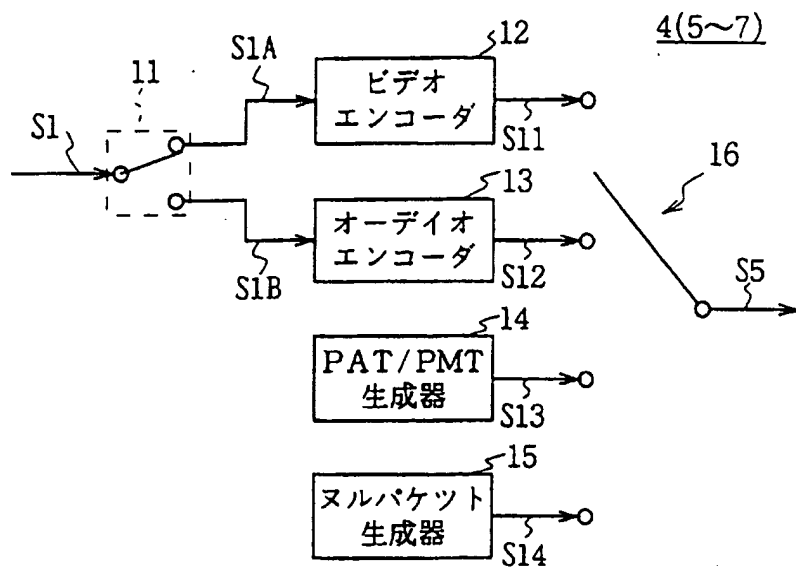 4(5~7)
11
S1
S1A
12
ビデオ
エンコーダ
S11
S1B
13
オーデイオ
エンコーダ
S12
16
S5
14
PAT/PMT
生成器
S13
15
ヌルパケット
生成器
S14